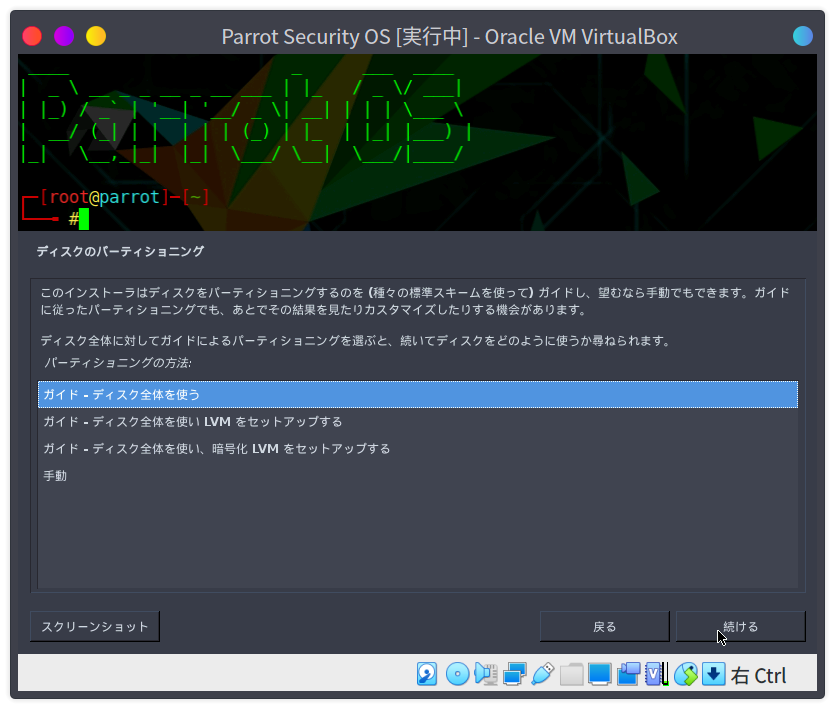 Parrot Security OS [実行中] - Oracle VM VirtualBox
Parrot OS
[root@parrot]─[~]
#
ディスクのパーティショニング
このインストーラはディスクをパーティショニングするのを (種々の標準スキームを使って) ガイドし、望むなら手動でもできます。ガイド
に従ったパーティショニングでも、あとでその結果を見たりカスタマイズしたりする機会があります。
ディスク全体に対してガイドによるパーティショニングを選ぶと、続いてディスクをどのように使うか尋ねられます。
パーティショニングの方法:
ガイド - ディスク全体を使う
ガイド - ディスク全体を使い LVM をセットアップする
ガイド - ディスク全体を使い、暗号化 LVM をセットアップする
手動
スクリーンショット 戻る 続ける
右 Ctrl